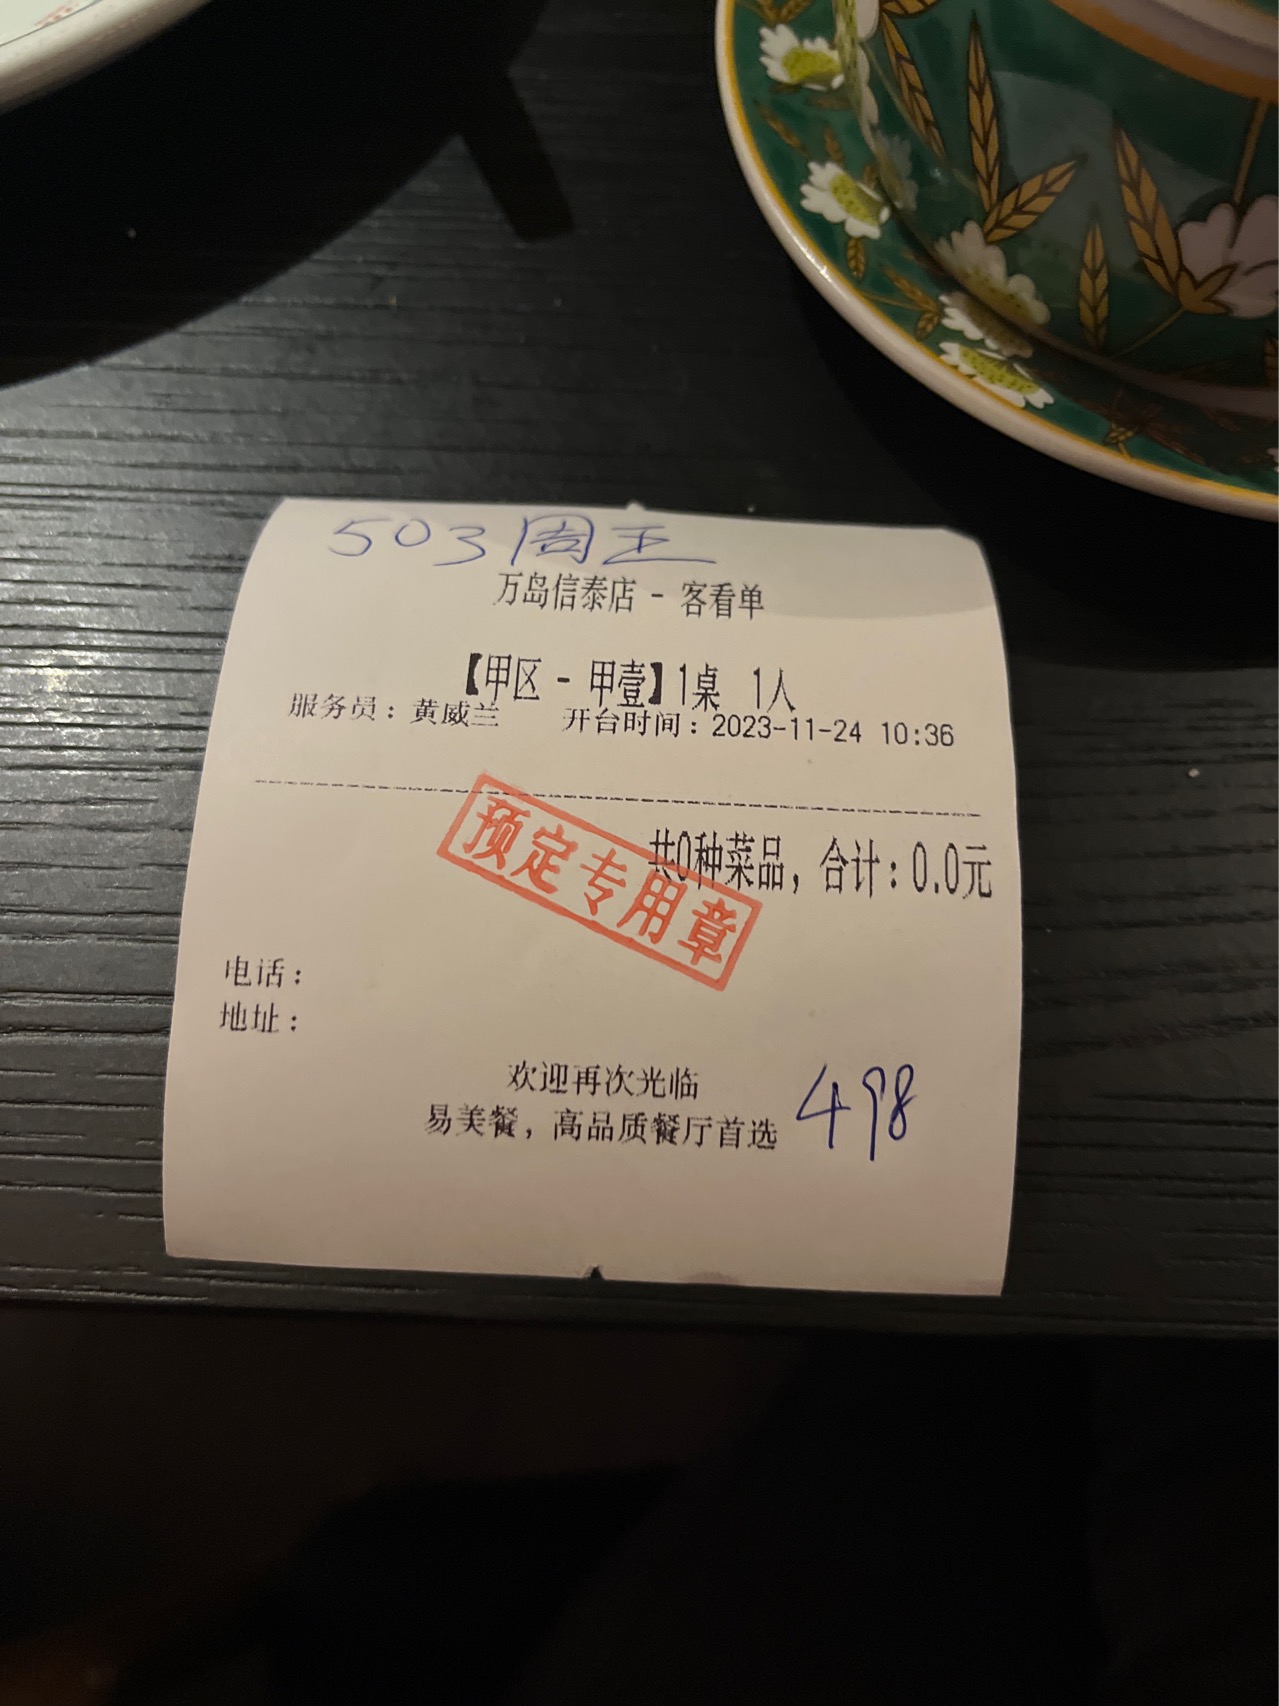 503周五
万岛信泰店 - 客看单
【甲区 - 甲壹】1桌 1人
服务员：黄威兰 开台时间：2023-11-24 10:36
共0种菜品，合计：0.0元
预定专用章
电话：
地址：
欢迎再次光临
易美餐，高品质餐厅首选
498